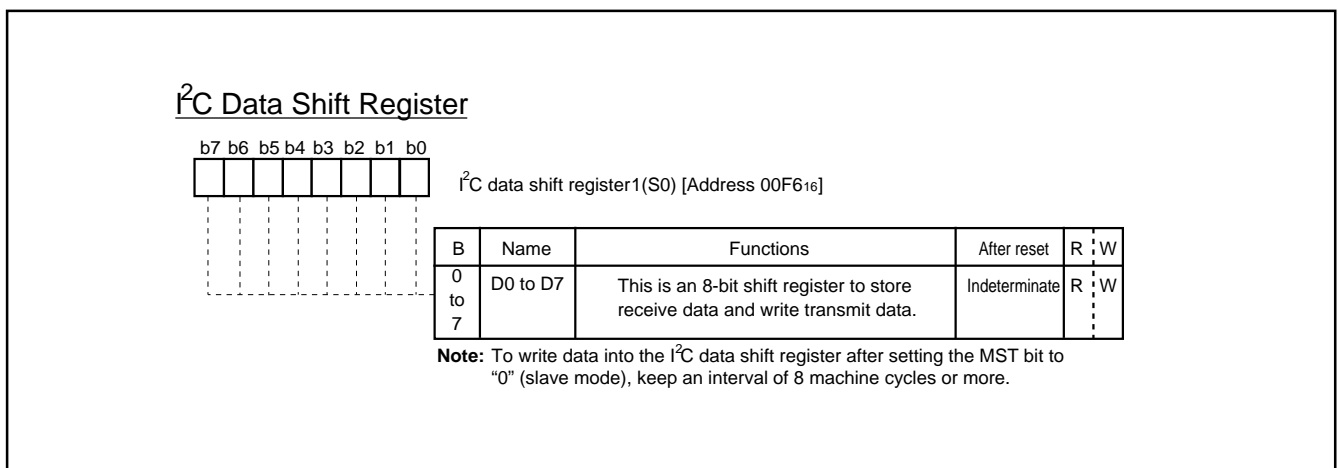 I²C Data Shift Register
b7 b6 b5 b4 b3 b2 b1 b0
I²C data shift register1(S0) [Address 00F6₁₆]
B Name Functions After reset R W
0 to 7 D0 to D7 This is an 8-bit shift register to store receive data and write transmit data. Indeterminate R W
Note: To write data into the I²C data shift register after setting the MST bit to
“0” (slave mode), keep an interval of 8 machine cycles or more.